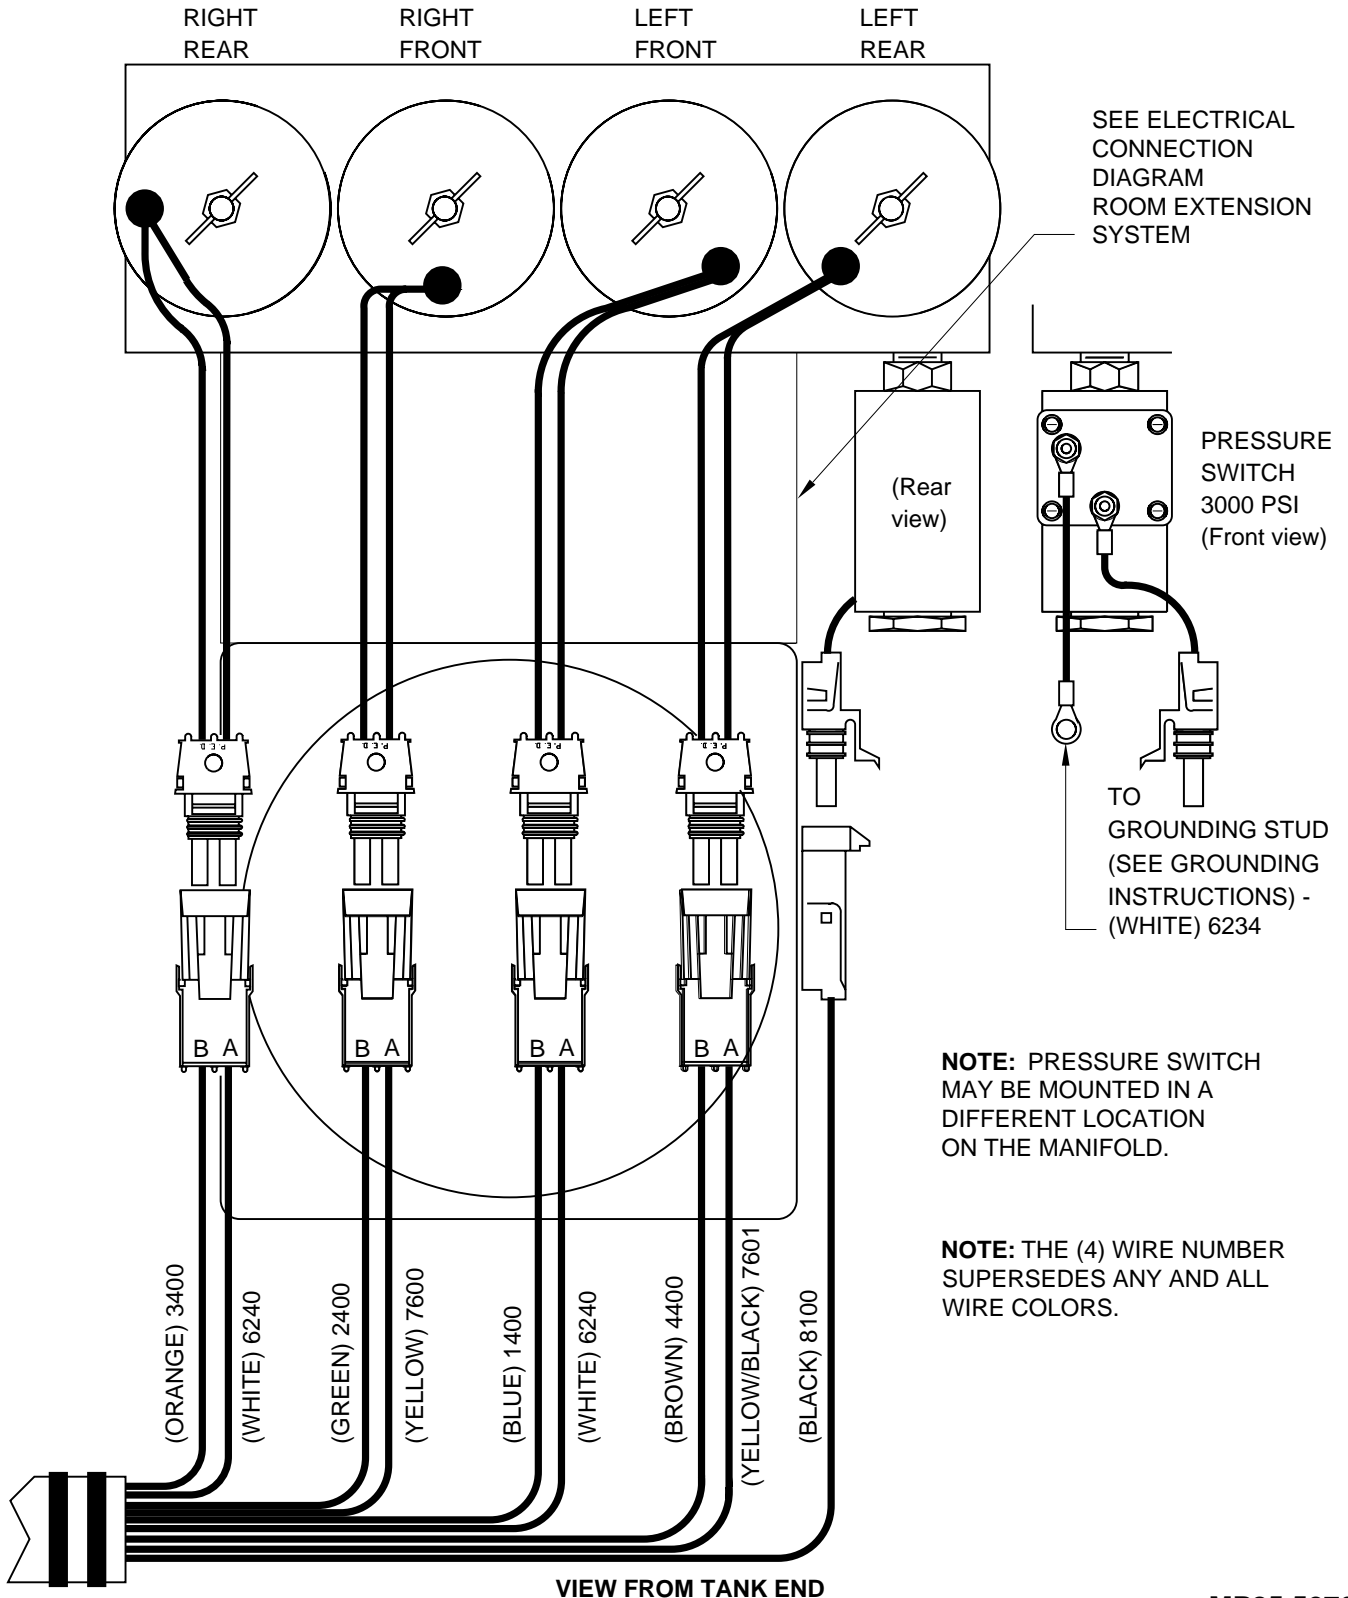 RIGHT
REAR
RIGHT
FRONT
LEFT
FRONT
LEFT
REAR
SEE ELECTRICAL
CONNECTION
DIAGRAM
ROOM EXTENSION
SYSTEM
(Rear
view)
PRESSURE
SWITCH
3000 PSI
(Front view)
P.E.D.
P.E.D.
P.E.D.
P.E.D.
TO
GROUNDING STUD
(SEE GROUNDING
INSTRUCTIONS) -
(WHITE) 6234
B A
B A
B A
B A
NOTE: PRESSURE SWITCH
MAY BE MOUNTED IN A
DIFFERENT LOCATION
ON THE MANIFOLD.
NOTE: THE (4) WIRE NUMBER
SUPERSEDES ANY AND ALL
WIRE COLORS.
(ORANGE) 3400
(WHITE) 6240
(GREEN) 2400
(YELLOW) 7600
(BLUE) 1400
(WHITE) 6240
(BROWN) 4400
(YELLOW/BLACK) 7601
(BLACK) 8100
VIEW FROM TANK END